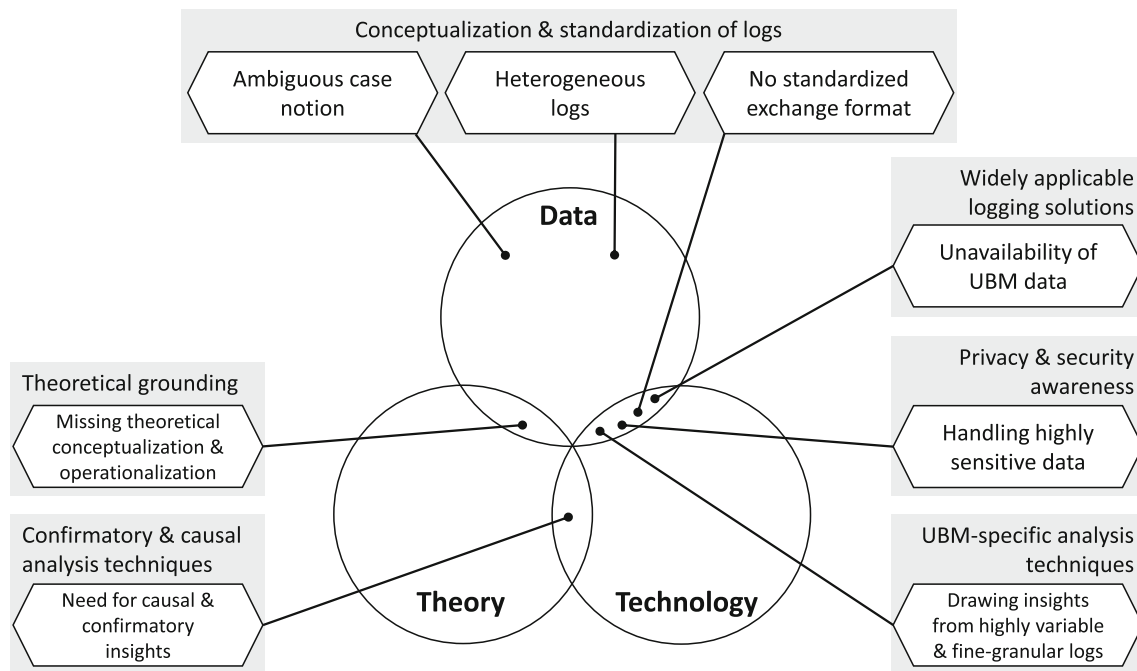 Conceptualization & standardization of logs
Ambiguous case
notion
Heterogeneous
logs
No standardized
exchange format
Data
Widely applicable
logging solutions
Unavailability of
UBM data
Privacy & security
awareness
Handling highly
sensitive data
Theoretical grounding
Missing theoretical
conceptualization &
operationalization
Confirmatory & causal
analysis techniques
Need for causal &
confirmatory
insights
Theory
Technology
UBM-specific analysis
techniques
Drawing insights
from highly variable
& fine-granular logs